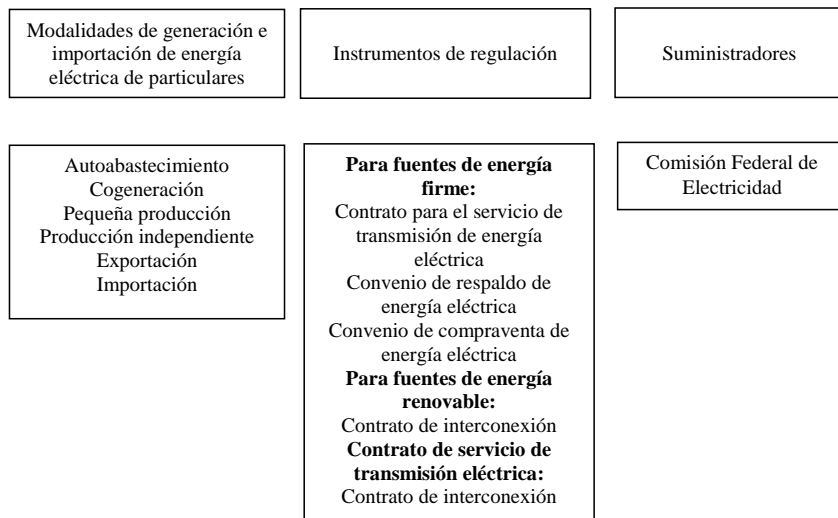 Modalidades de generación e
importación de energía
eléctrica de particulares
Instrumentos de regulación
Suministradores
Autoabastecimiento
Cogeneración
Pequeña producción
Producción independiente
Exportación
Importación
Para fuentes de energía
firme:
Contrato para el servicio de
transmisión de energía
eléctrica
Convenio de respaldo de
energía eléctrica
Convenio de compraventa de
energía eléctrica
Para fuentes de energía
renovable:
Contrato de interconexión
Contrato de servicio de
transmisión eléctrica:
Contrato de interconexión
Comisión Federal de
Electricidad